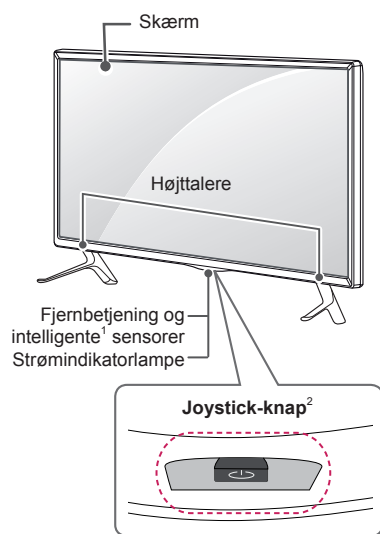 Skærm
Højttalere
Fjernbetjening og
intelligente¹ sensorer
Strømindikatorlampe
Joystick-knap²